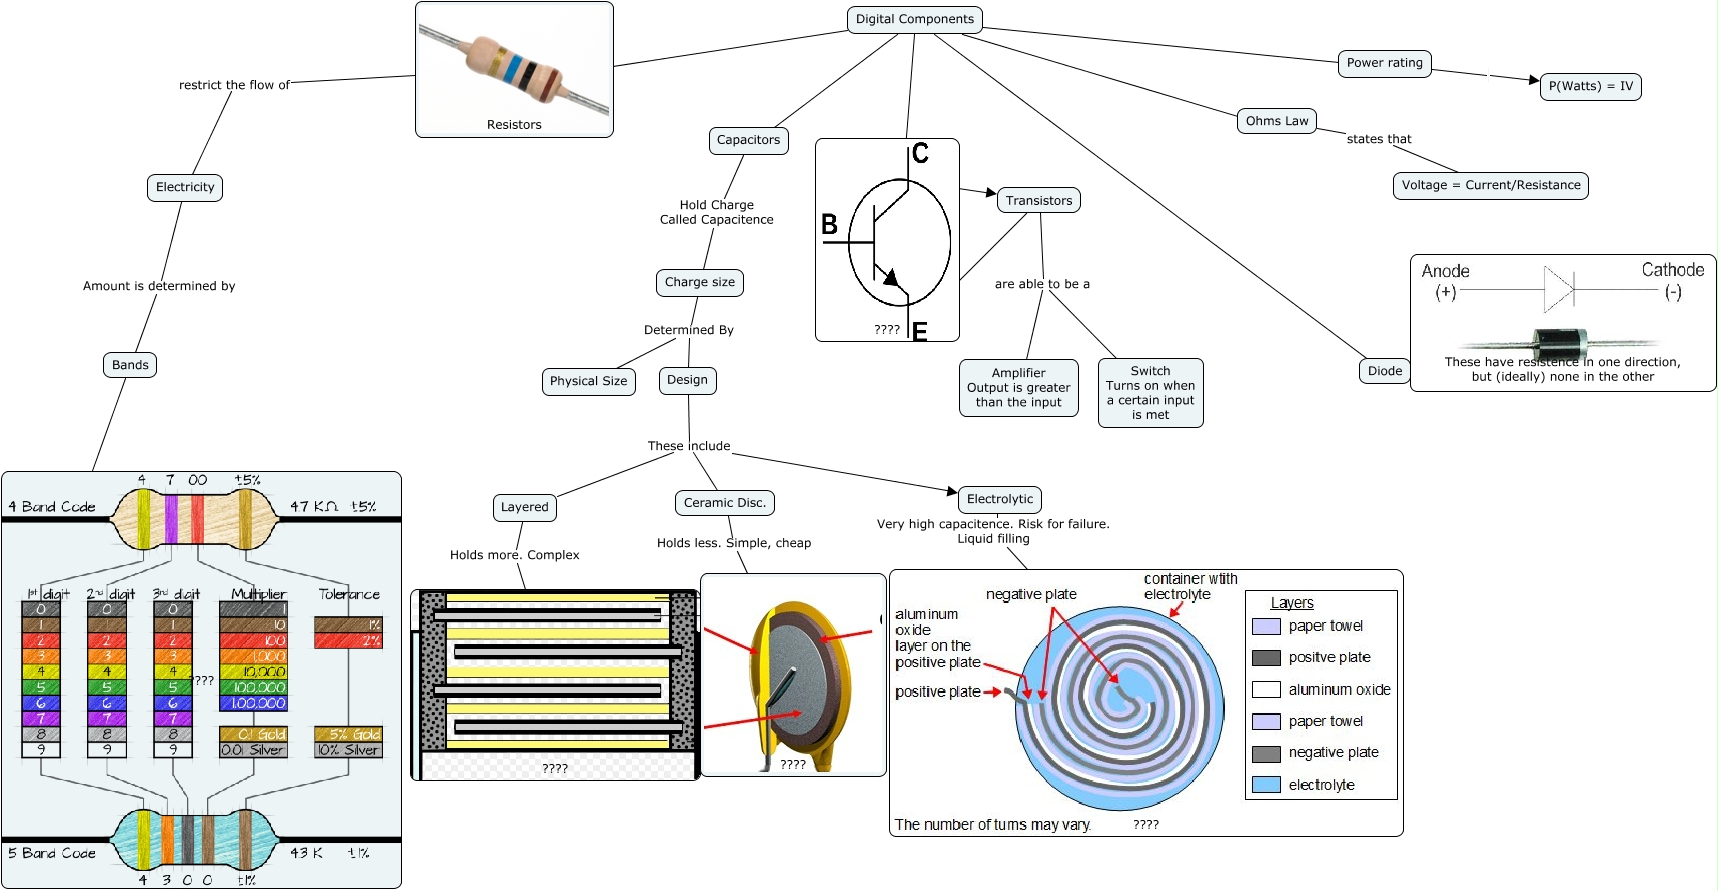 Digital Components
Resistors
restrict the flow of
Electricity
Amount is determined by
Bands
Power rating
P(Watts) = IV
Ohms Law
states that
Voltage = Current/Resistance
Capacitors
Hold Charge
Called Capacitence
Charge size
Determined By
Physical Size
Design
These include
C
B
E
????
Transistors
are able to be a
Amplifier
Output is greater
than the input
Switch
Turns on when
a certain input
is met
Diode
Anode
(+)
Cathode
(-)
These have resistence in one direction,
but (ideally) none in the other
Layered
Holds more. Complex
????
Ceramic Disc.
Holds less. Simple, cheap
????
Electrolytic
Very high capacitence. Risk for failure.
Liquid filling
negative plate
container wtith
electrolyte
aluminum
oxide
layer on the
positive plate
positive plate
Layers
paper towel
positve plate
aluminum oxide
paper towel
negative plate
electrolyte
The number of turns may vary.
????
4 7 00 ±5%
4 Band Code
4.7 KΩ ±5%
1st digit 2nd digit 3rd digit Multiplier Tolerance
0 0 0 1
1 1 1 10 1%
2 2 2 100 2%
3 3 3 1,000
4 4 4 10,000
5 5 5 100,000
6 6 6 1,00,000
7 7 7
8 8 8 0.1 Gold 5% Gold
9 9 9 0.01 Silver 10% Silver
????
5 Band Code
43 K ±1%
4 3 0 0 ±1%